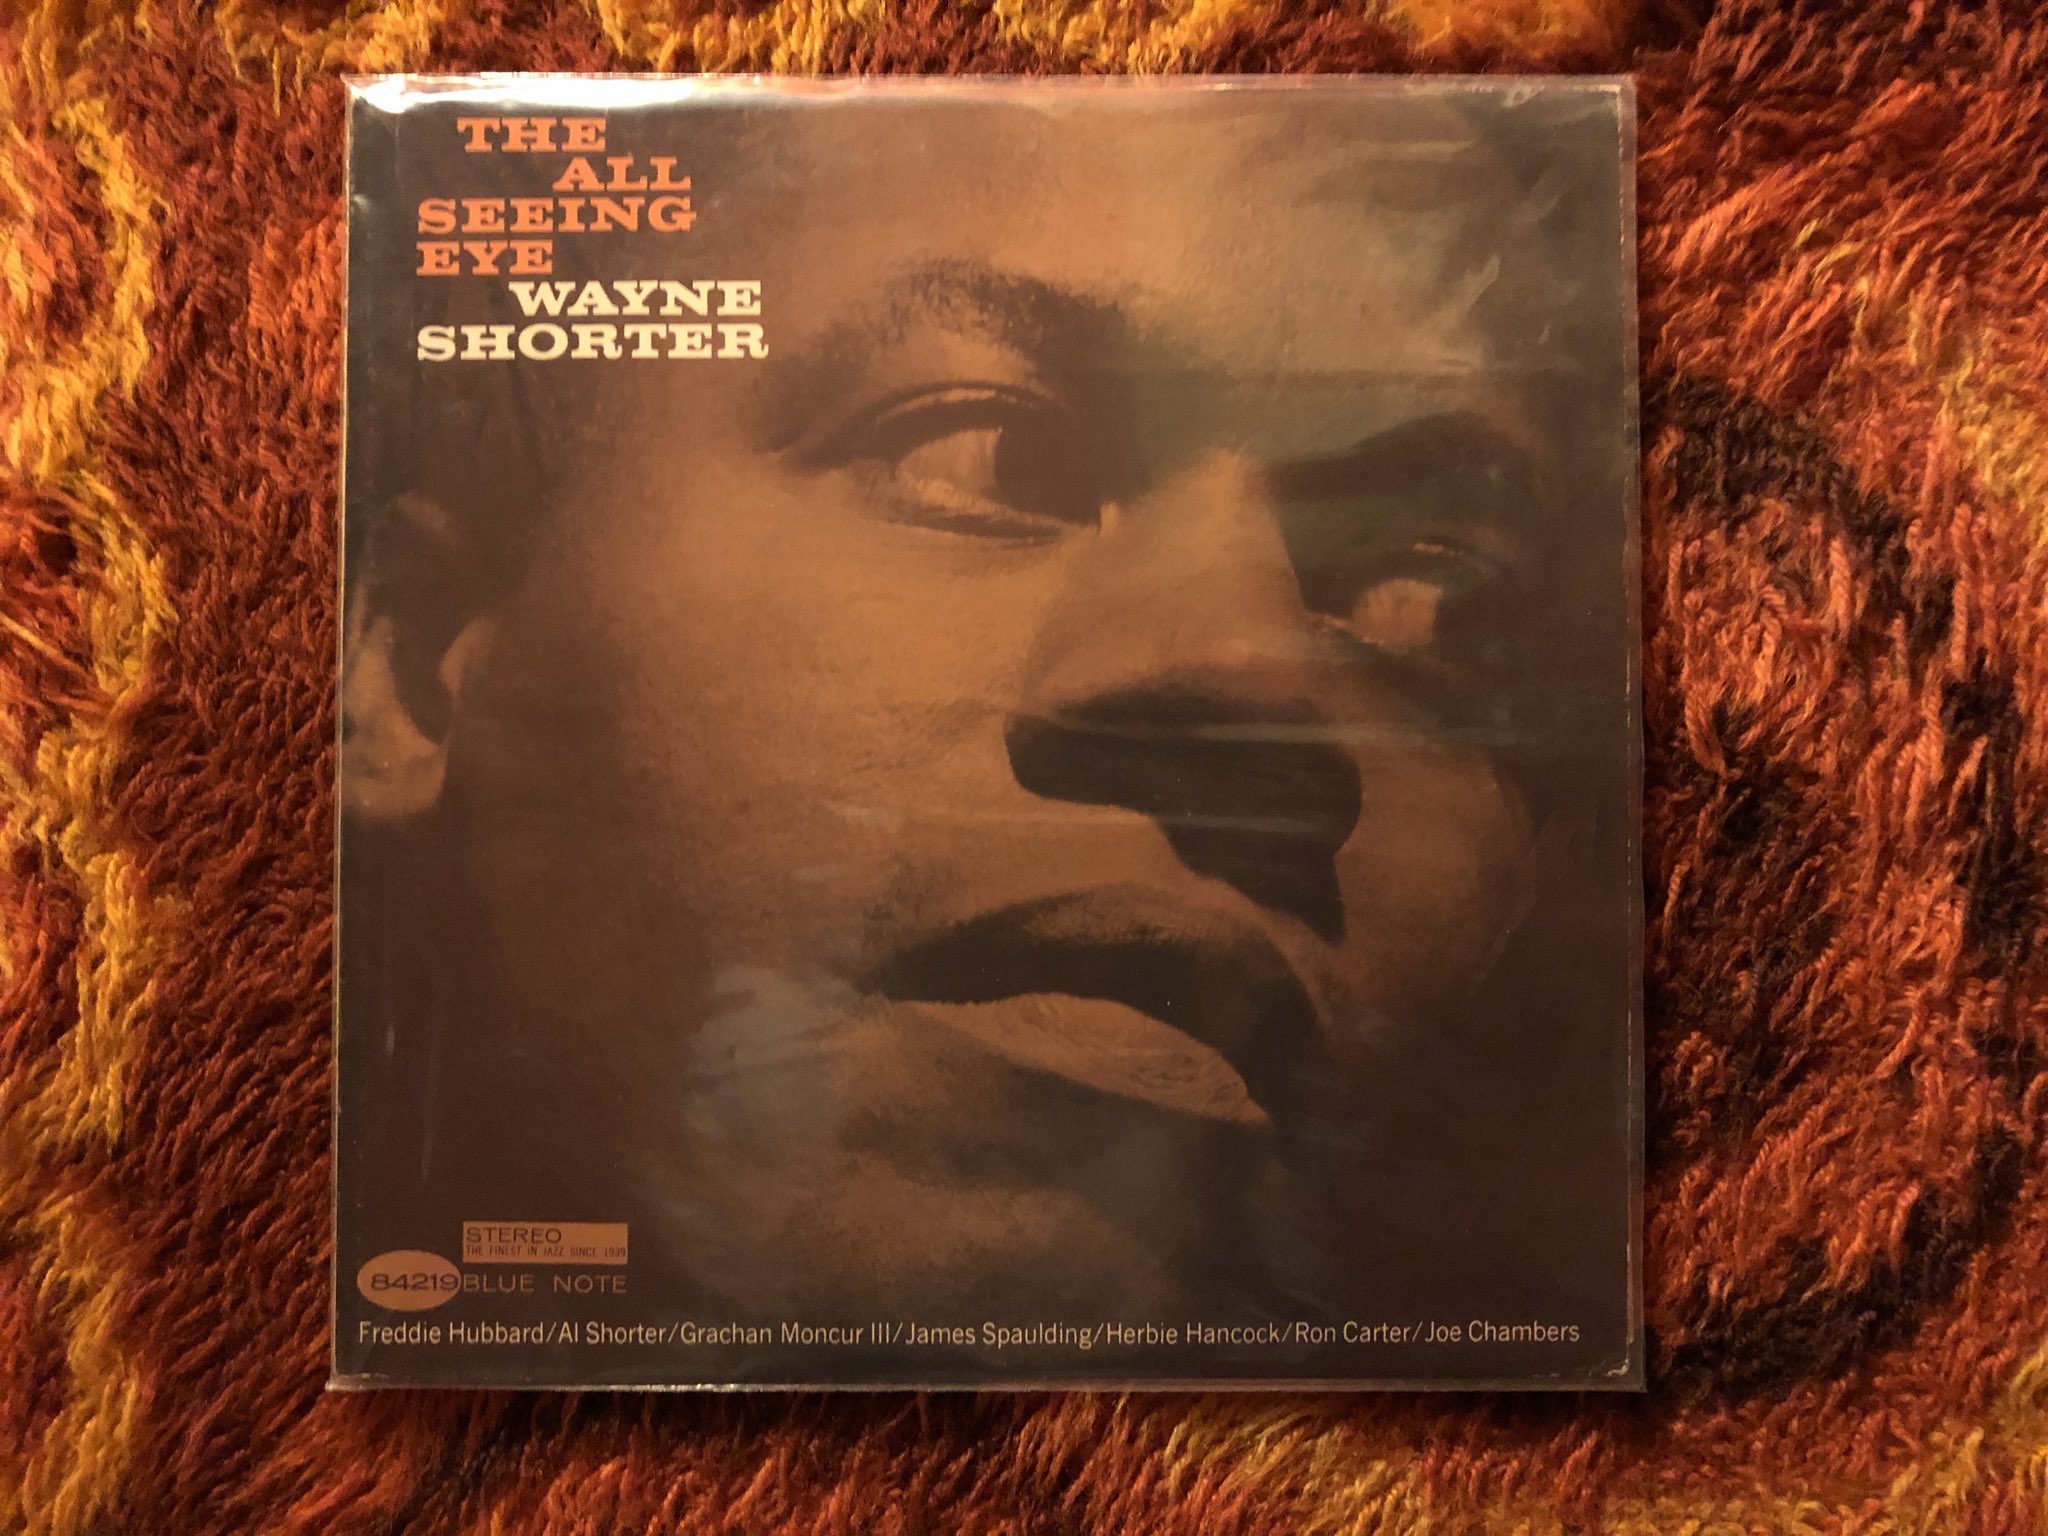 THE
ALL
SEEING
EYE
WAYNE
SHORTER
STEREO
THE FINEST IN JAZZ SINCE 1939
84219 BLUE NOTE
Freddie Hubbard/Al Shorter/Grachan Moncur III/James Spaulding/Herbie Hancock/Ron Carter/Joe Chambers